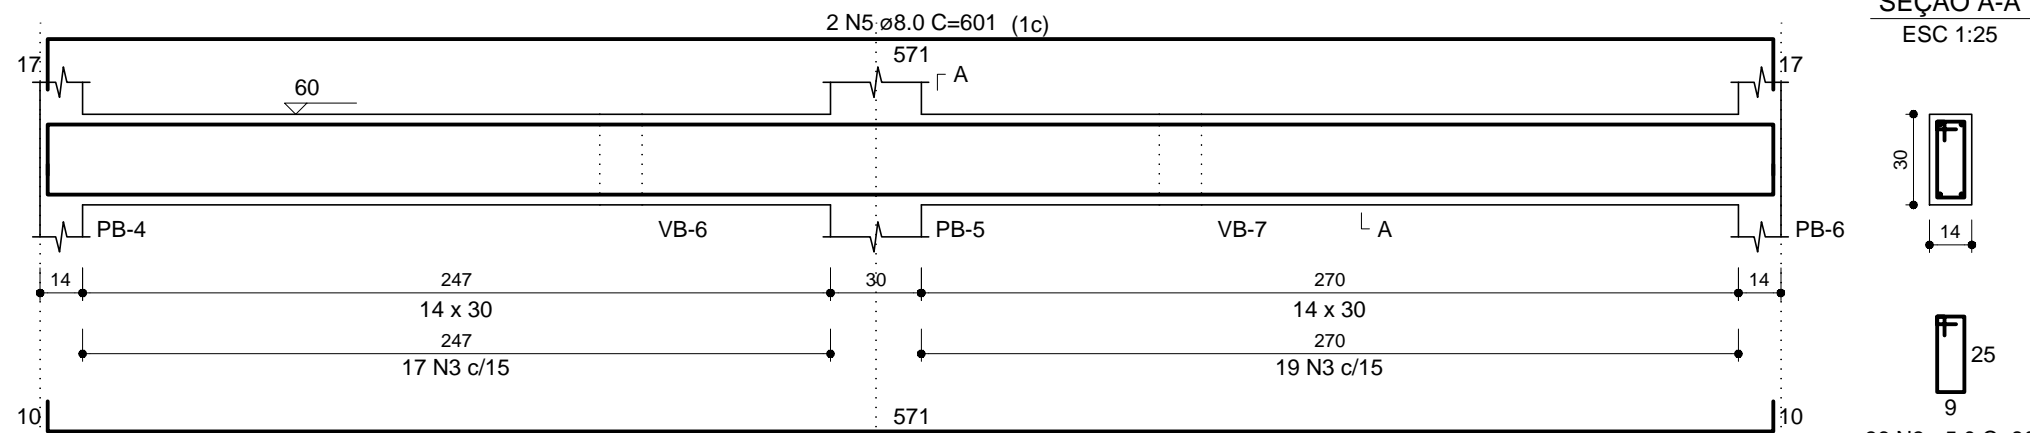 2 N5 ø8.0 C=601 (1c)
SEÇÃO A-A
ESC 1:25
17
571
17
A
60
30
PB-4
VB-6
PB-5
VB-7
A
PB-6
14
14
247
30
270
14
14 x 30
14 x 30
247
270
17 N3 c/15
19 N3 c/15
25
9
10
571
10